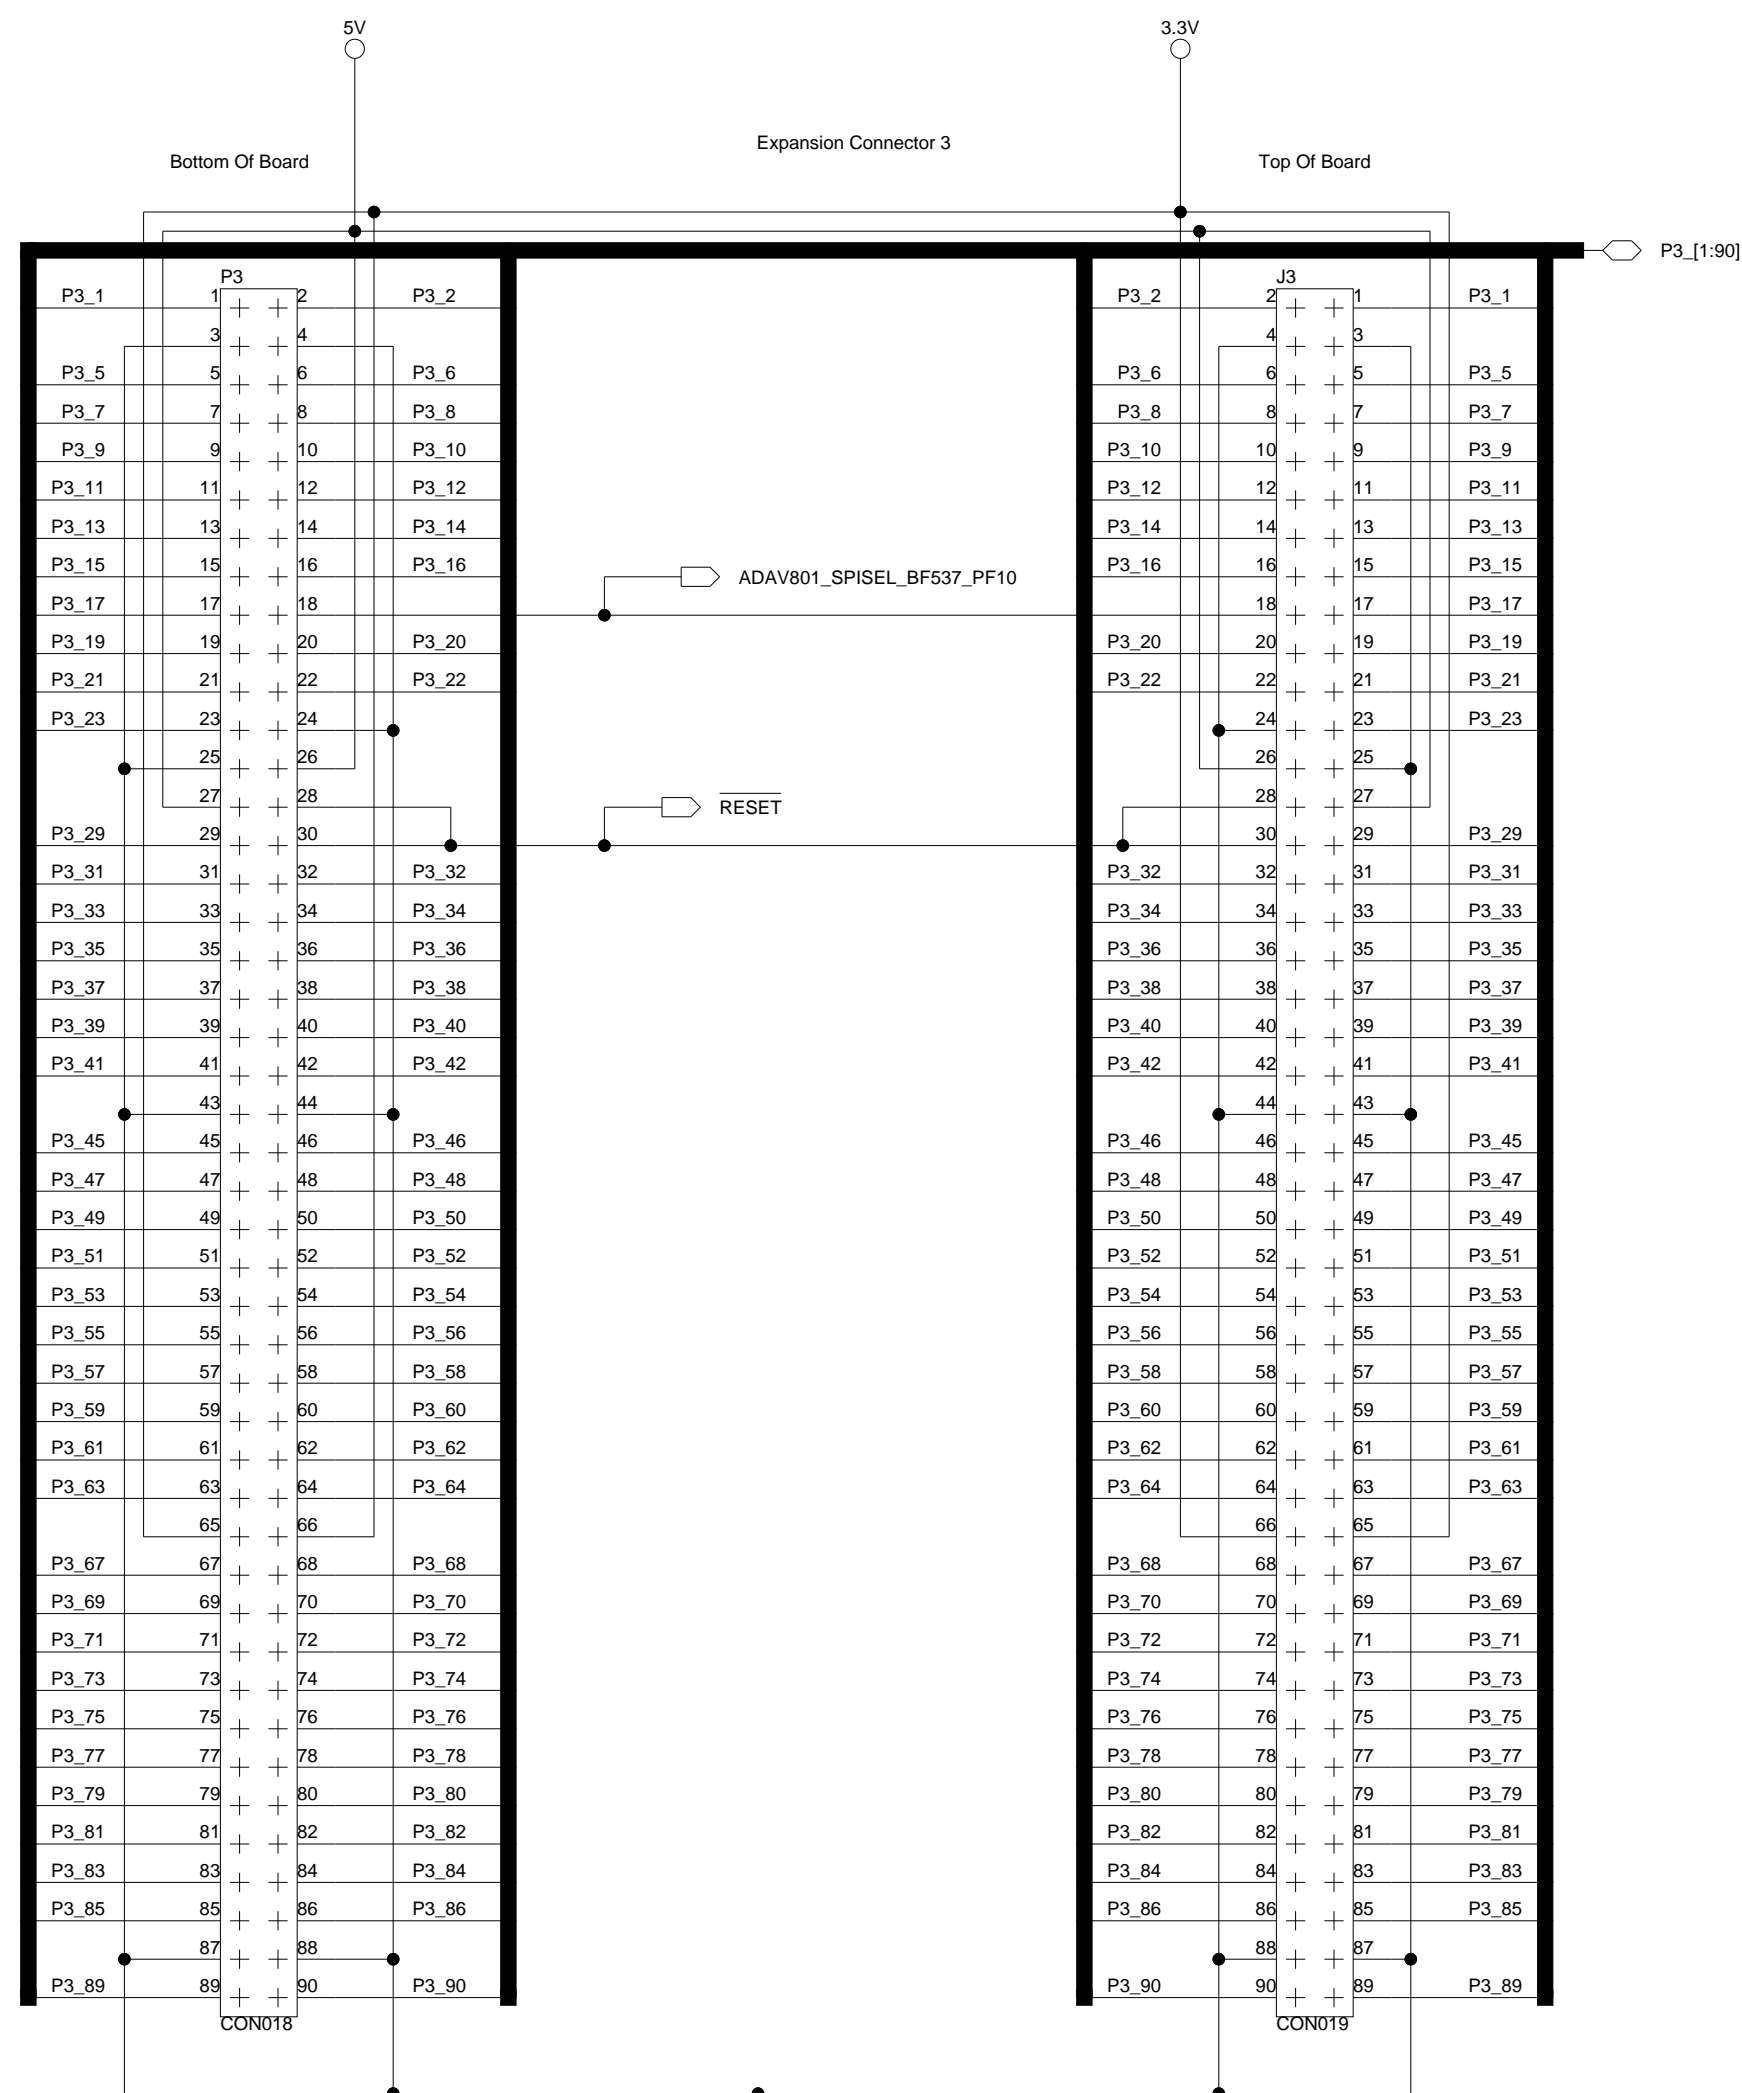 5V 3.3V
Expansion Connector 3
Bottom Of Board Top Of Board
P3_[1:90]
P3 J3
P3_1 1 2 P3_2 P3_2 2 1 P3_1
3 4 4 3
P3_5 5 6 P3_6 P3_6 6 5 P3_5
P3_7 7 8 P3_8 P3_8 8 7 P3_7
P3_9 9 10 P3_10 P3_10 10 9 P3_9
P3_11 11 12 P3_12 P3_12 12 11 P3_11
P3_13 13 14 P3_14 P3_14 14 13 P3_13
P3_15 15 16 P3_16 ADAV801_SPISEL_BF537_PF10 P3_16 16 15 P3_15
P3_17 17 18 18 17 P3_17
P3_19 19 20 P3_20 P3_20 20 19 P3_19
P3_21 21 22 P3_22 P3_22 22 21 P3_21
P3_23 23 24 24 23 P3_23
25 26 26 25
27 28 RESET 28 27
P3_29 29 30 30 29 P3_29
P3_31 31 32 P3_32 P3_32 32 31 P3_31
P3_33 33 34 P3_34 P3_34 34 33 P3_33
P3_35 35 36 P3_36 P3_36 36 35 P3_35
P3_37 37 38 P3_38 P3_38 38 37 P3_37
P3_39 39 40 P3_40 P3_40 40 39 P3_39
P3_41 41 42 P3_42 P3_42 42 41 P3_41
43 44 44 43
P3_45 45 46 P3_46 P3_46 46 45 P3_45
P3_47 47 48 P3_48 P3_48 48 47 P3_47
P3_49 49 50 P3_50 P3_50 50 49 P3_49
P3_51 51 52 P3_52 P3_52 52 51 P3_51
P3_53 53 54 P3_54 P3_54 54 53 P3_53
P3_55 55 56 P3_56 P3_56 56 55 P3_55
P3_57 57 58 P3_58 P3_58 58 57 P3_57
P3_59 59 60 P3_60 P3_60 60 59 P3_59
P3_61 61 62 P3_62 P3_62 62 61 P3_61
P3_63 63 64 P3_64 P3_64 64 63 P3_63
65 66 66 65
P3_67 67 68 P3_68 P3_68 68 67 P3_67
P3_69 69 70 P3_70 P3_70 70 69 P3_69
P3_71 71 72 P3_72 P3_72 72 71 P3_71
P3_73 73 74 P3_74 P3_74 74 73 P3_73
P3_75 75 76 P3_76 P3_76 76 75 P3_75
P3_77 77 78 P3_78 P3_78 78 77 P3_77
P3_79 79 80 P3_80 P3_80 80 79 P3_79
P3_81 81 82 P3_82 P3_82 82 81 P3_81
P3_83 83 84 P3_84 P3_84 84 83 P3_83
P3_85 85 86 P3_86 P3_86 86 85 P3_85
87 88 88 87
P3_89 89 90 P3_90 P3_90 90 89 P3_89
CON018 CON019